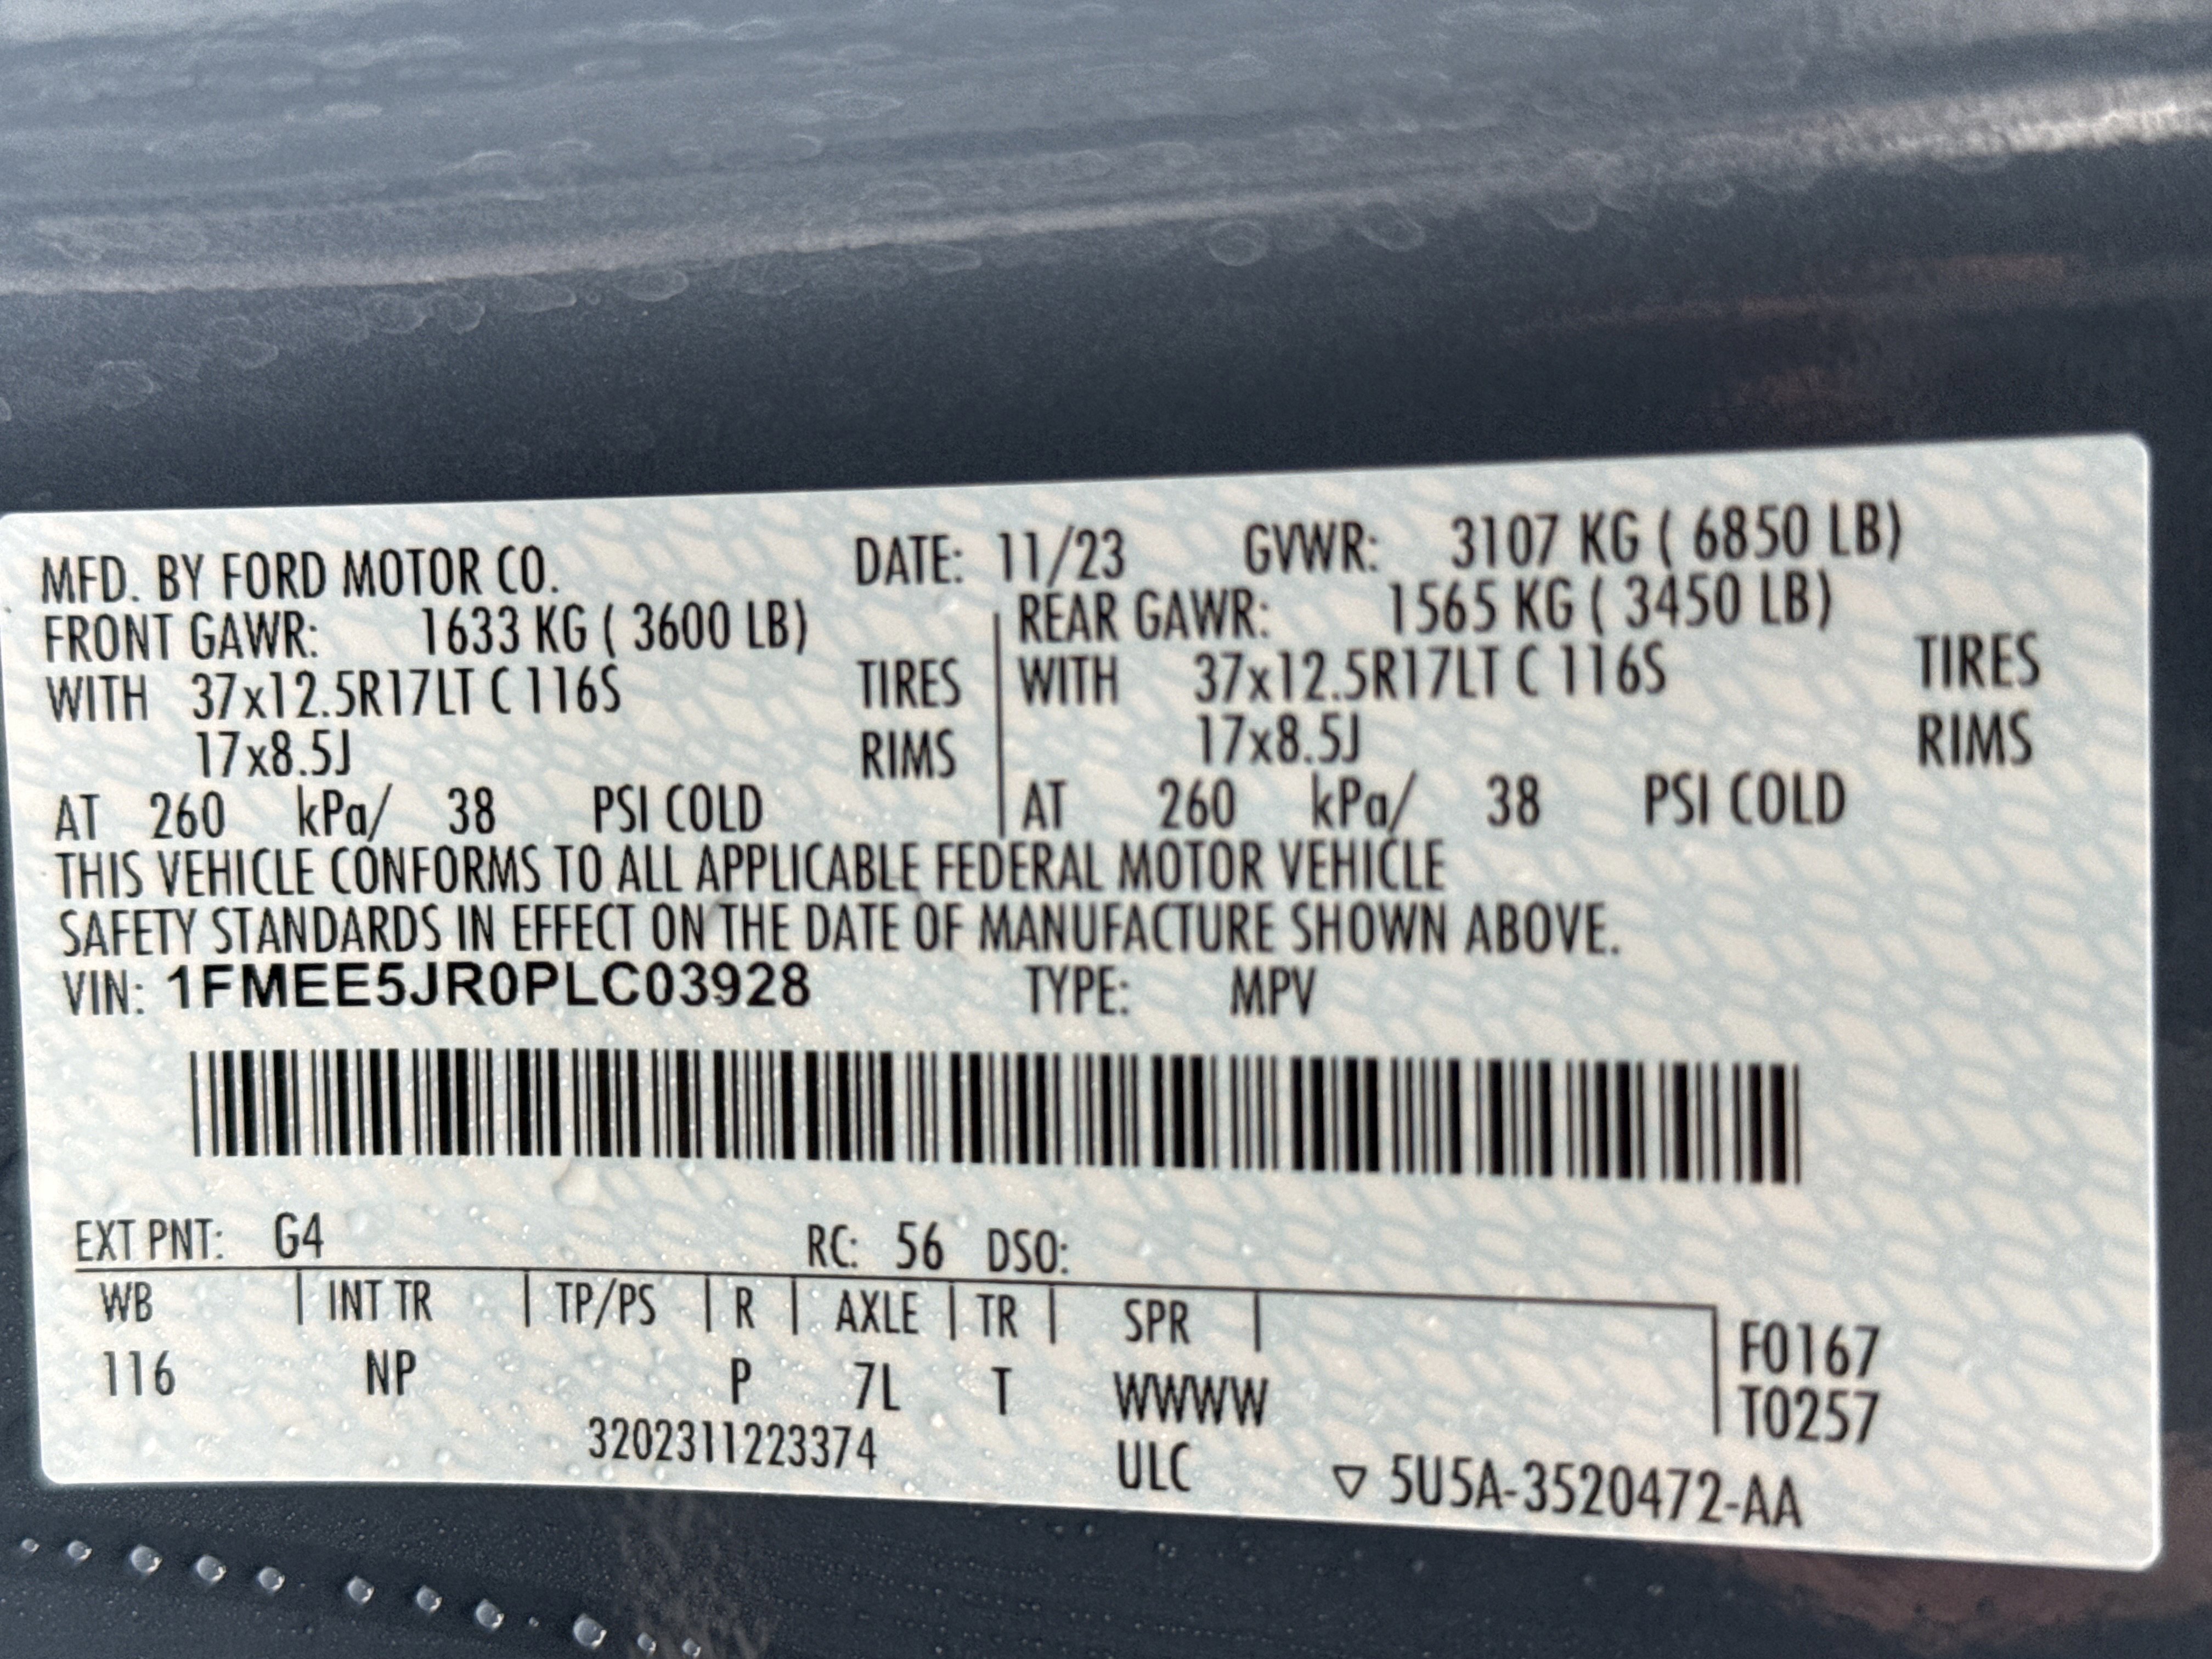 MFD. BY FORD MOTOR CO. DATE: 11/23 GVWR: 3107 KG ( 6850 LB)
FRONT GAWR: 1633 KG ( 3600 LB) REAR GAWR: 1565 KG ( 3450 LB)
WITH 37x12.5R17LT C 116S TIRES WITH 37x12.5R17LT C 116S TIRES
17x8.5J RIMS 17x8.5J RIMS
AT 260 kPa/ 38 PSI COLD AT 260 kPa/ 38 PSI COLD
THIS VEHICLE CONFORMS TO ALL APPLICABLE FEDERAL MOTOR VEHICLE
SAFETY STANDARDS IN EFFECT ON THE DATE OF MANUFACTURE SHOWN ABOVE.
VIN: 1FMEE5JR0PLC03928 TYPE: MPV
EXT PNT: G4 RC: 56 DSO:
WB | INT TR | TP/PS | R | AXLE | TR | SPR |
116 NP P 7L T WWWW
F0167
T0257
3202311223374 ULC ▽ 5U5A-3520472-AA